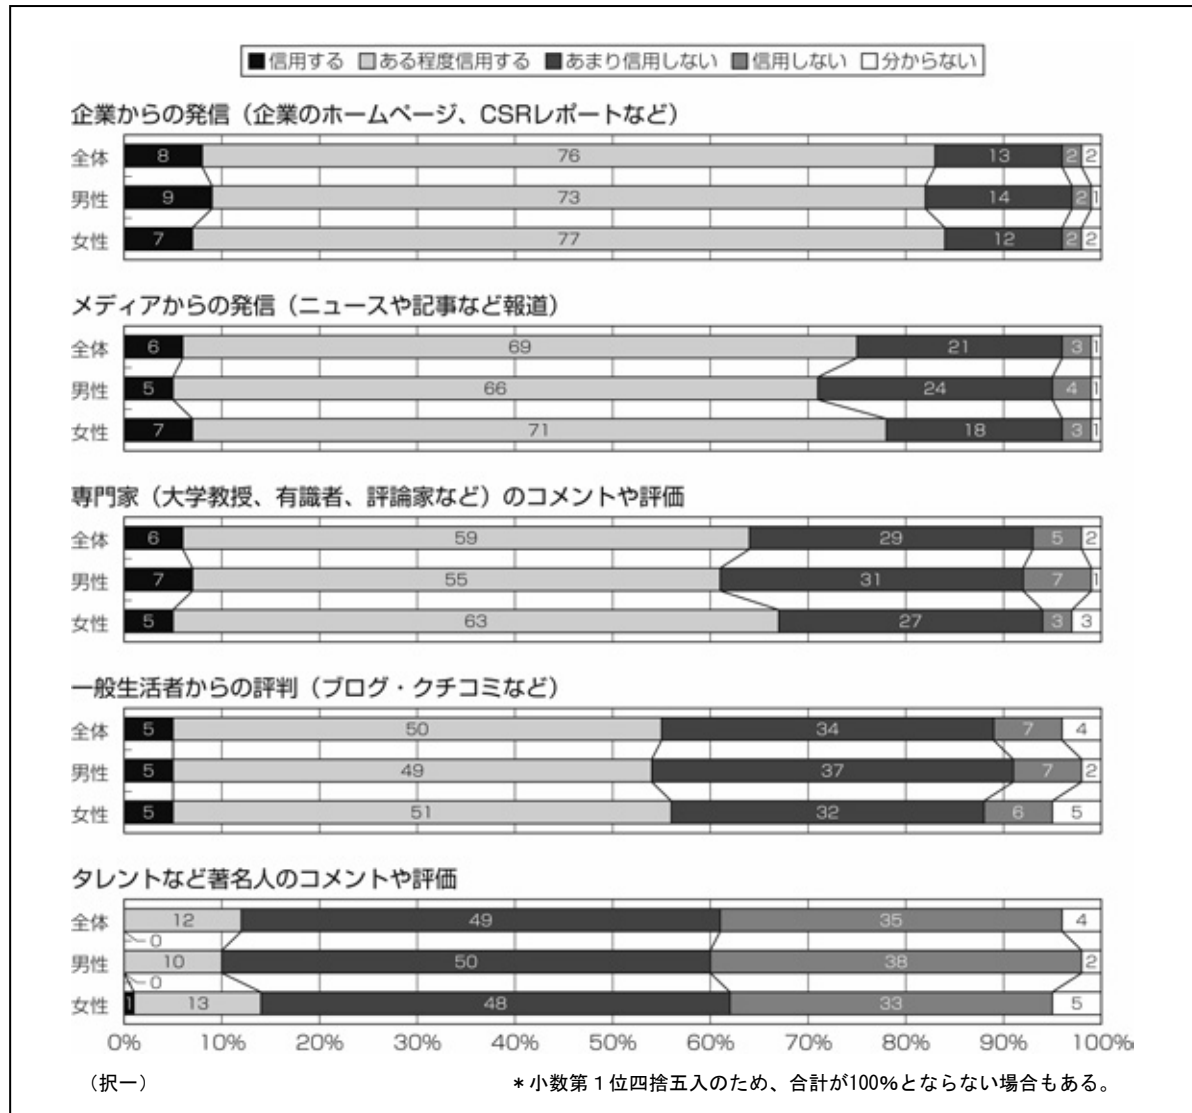 ■信用する □ある程度信用する ■あまり信用しない ■信用しない □分からない
企業からの発信（企業のホームページ、CSRレポートなど）
全体 8 76 13 2 2
男性 9 73 14 2 1
女性 7 77 12 2 2
メディアからの発信（ニュースや記事など報道）
全体 6 69 21 3 1
男性 5 66 24 4 1
女性 7 71 18 3 1
専門家（大学教授、有識者、評論家など）のコメントや評価
全体 6 59 29 5 2
男性 7 55 31 7 1
女性 5 63 27 3 3
一般生活者からの評判（ブログ・クチコミなど）
全体 5 50 34 7 4
男性 5 49 37 7 2
女性 5 51 32 6 5
タレントなど著名人のコメントや評価
全体 12 49 35 4
0
男性 10 50 38 2
0
女性 1 13 48 33 5
0% 10% 20% 30% 40% 50% 60% 70% 80% 90% 100%
（択一） ＊小数第１位四捨五入のため、合計が100%とならない場合もある。